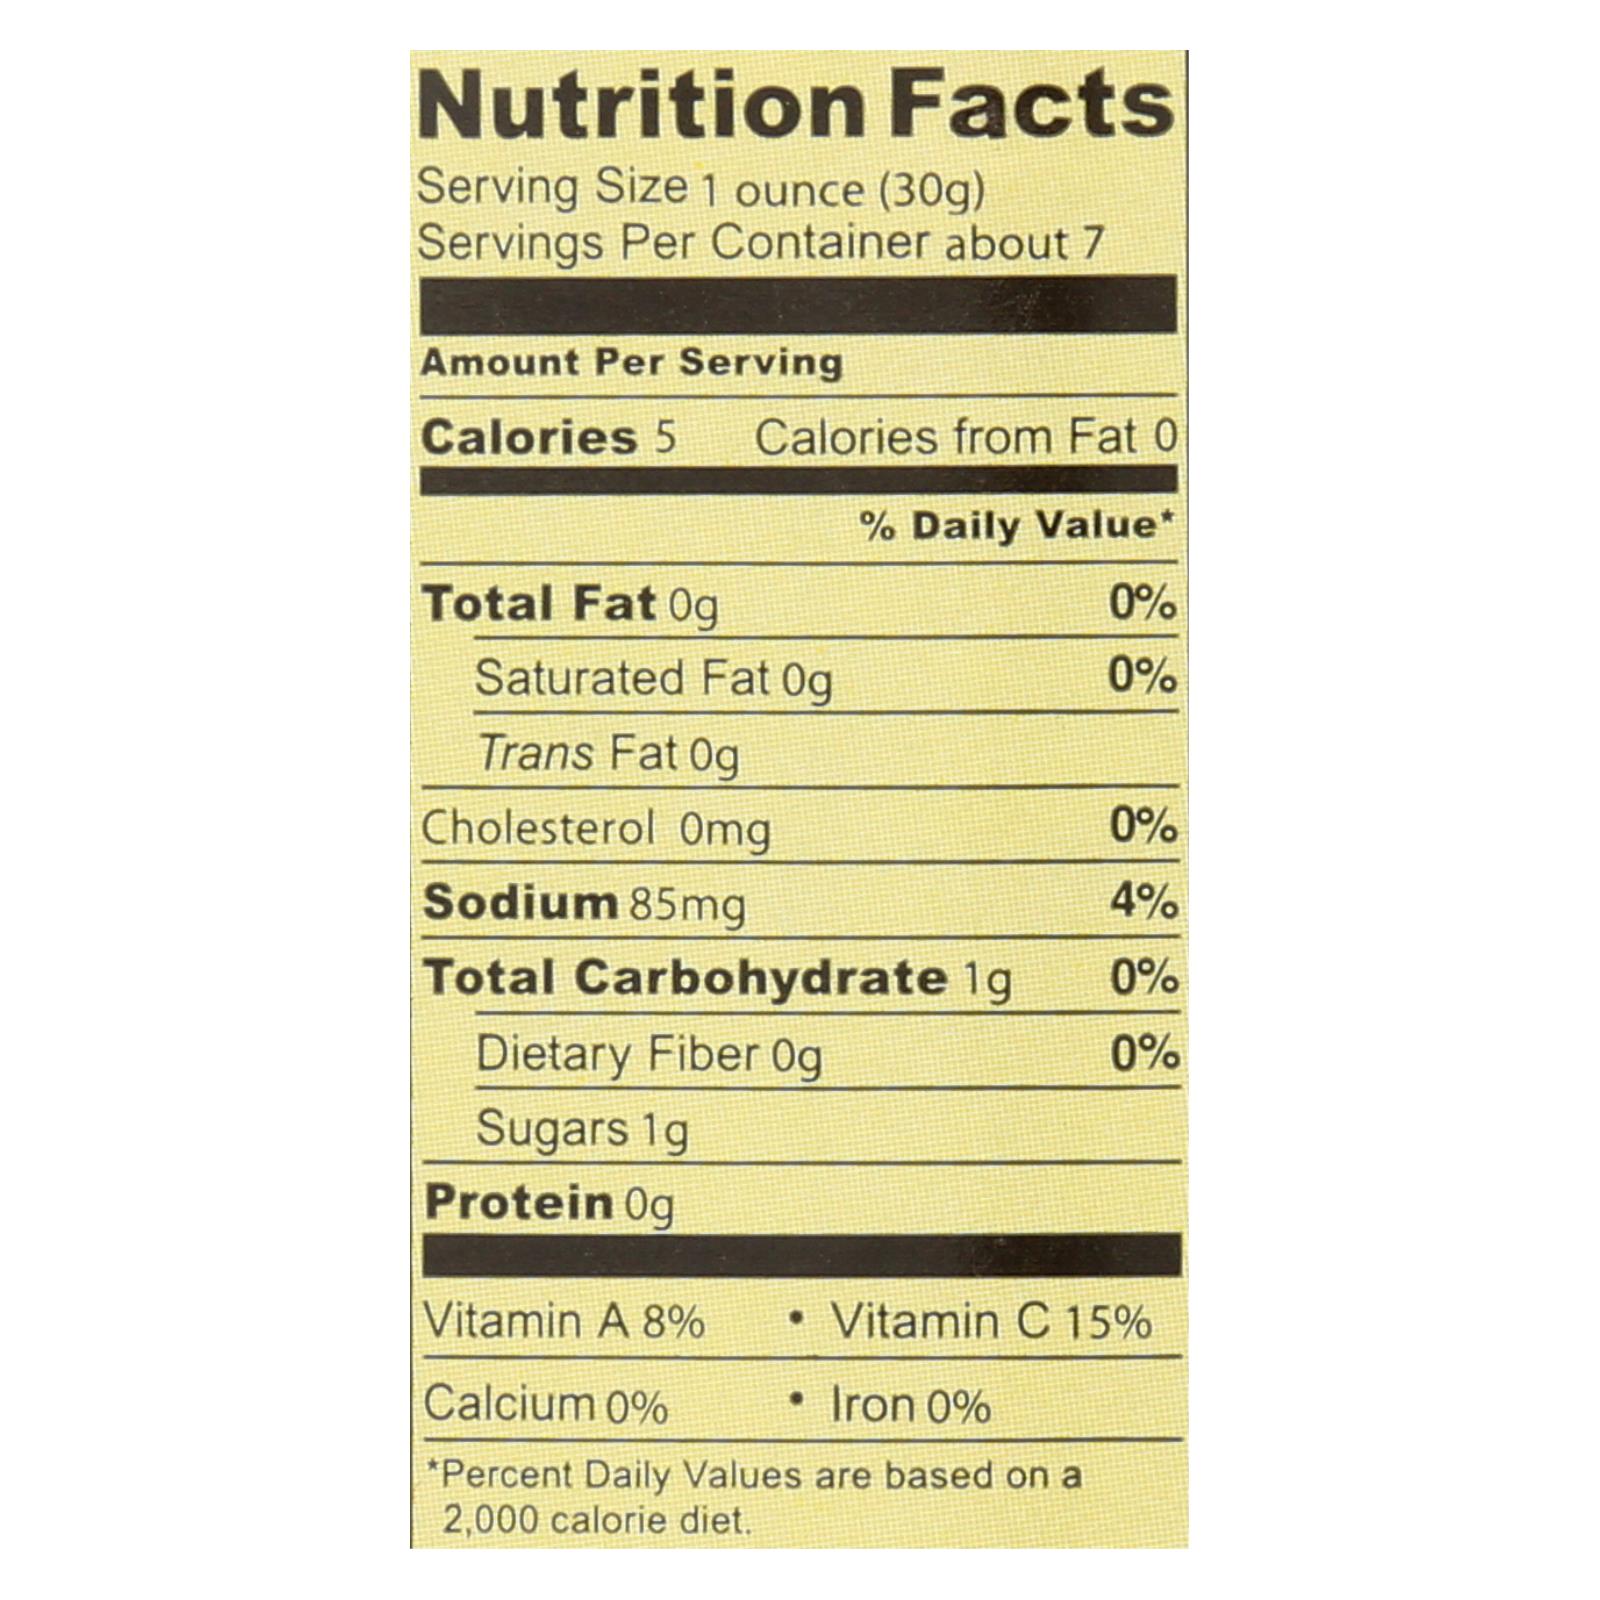 Nutrition Facts
Serving Size 1 ounce (30g)
Servings Per Container about 7
Amount Per Serving
Calories 5 Calories from Fat 0
% Daily Value*
Total Fat 0g 0%
Saturated Fat 0g 0%
Trans Fat 0g
Cholesterol 0mg 0%
Sodium 85mg 4%
Total Carbohydrate 1g 0%
Dietary Fiber 0g 0%
Sugars 1g
Protein 0g
Vitamin A 8% • Vitamin C 15%
Calcium 0% • Iron 0%
*Percent Daily Values are based on a
2,000 calorie diet.